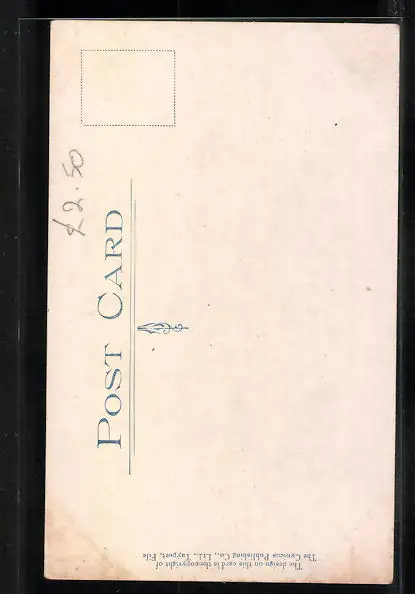 £2.50
POST CARD
The design on this card is the copyright of
The Cynicus Publishing Co., Ltd., Tayport, Fife